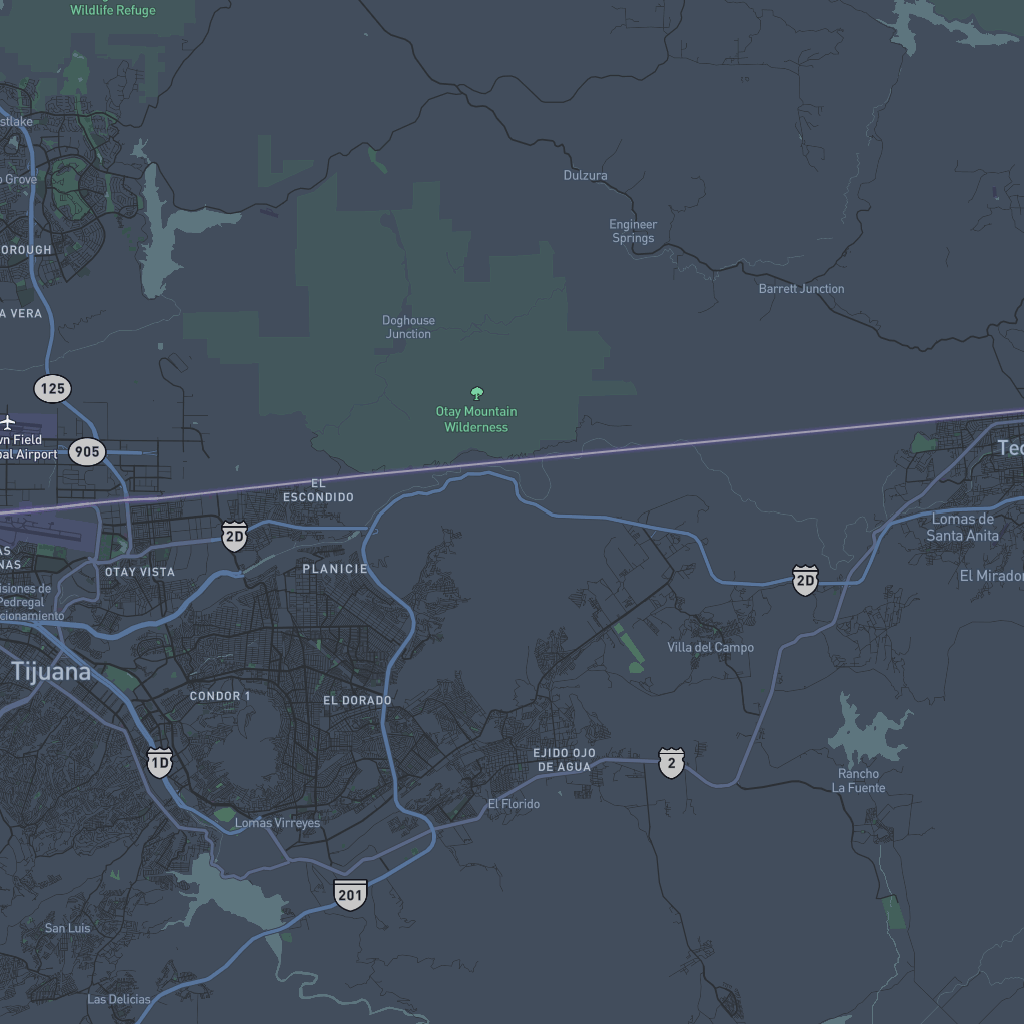 Wildlife Refuge
stlake
Grove
Dulzura
Engineer
Springs
OROUGH
Barrett Junction
A VERA
Doghouse
Junction
125
Otay Mountain
Wilderness
wn Field
pal Airport
905
Tec
EL
ESCONDIDO
2D
Lomas de
Santa Anita
AS
NAS
OTAY VISTA
PLANICIE
2D
El Mirador
isiones de
Pedregal
cionamiento
Villa del Campo
Tijuana
CONDOR 1
EL DORADO
1D
EJIDO OJO
DE AGUA
2
Rancho
La Fuente
El Florido
Lomas Virreyes
201
San Luis
Las Delicias